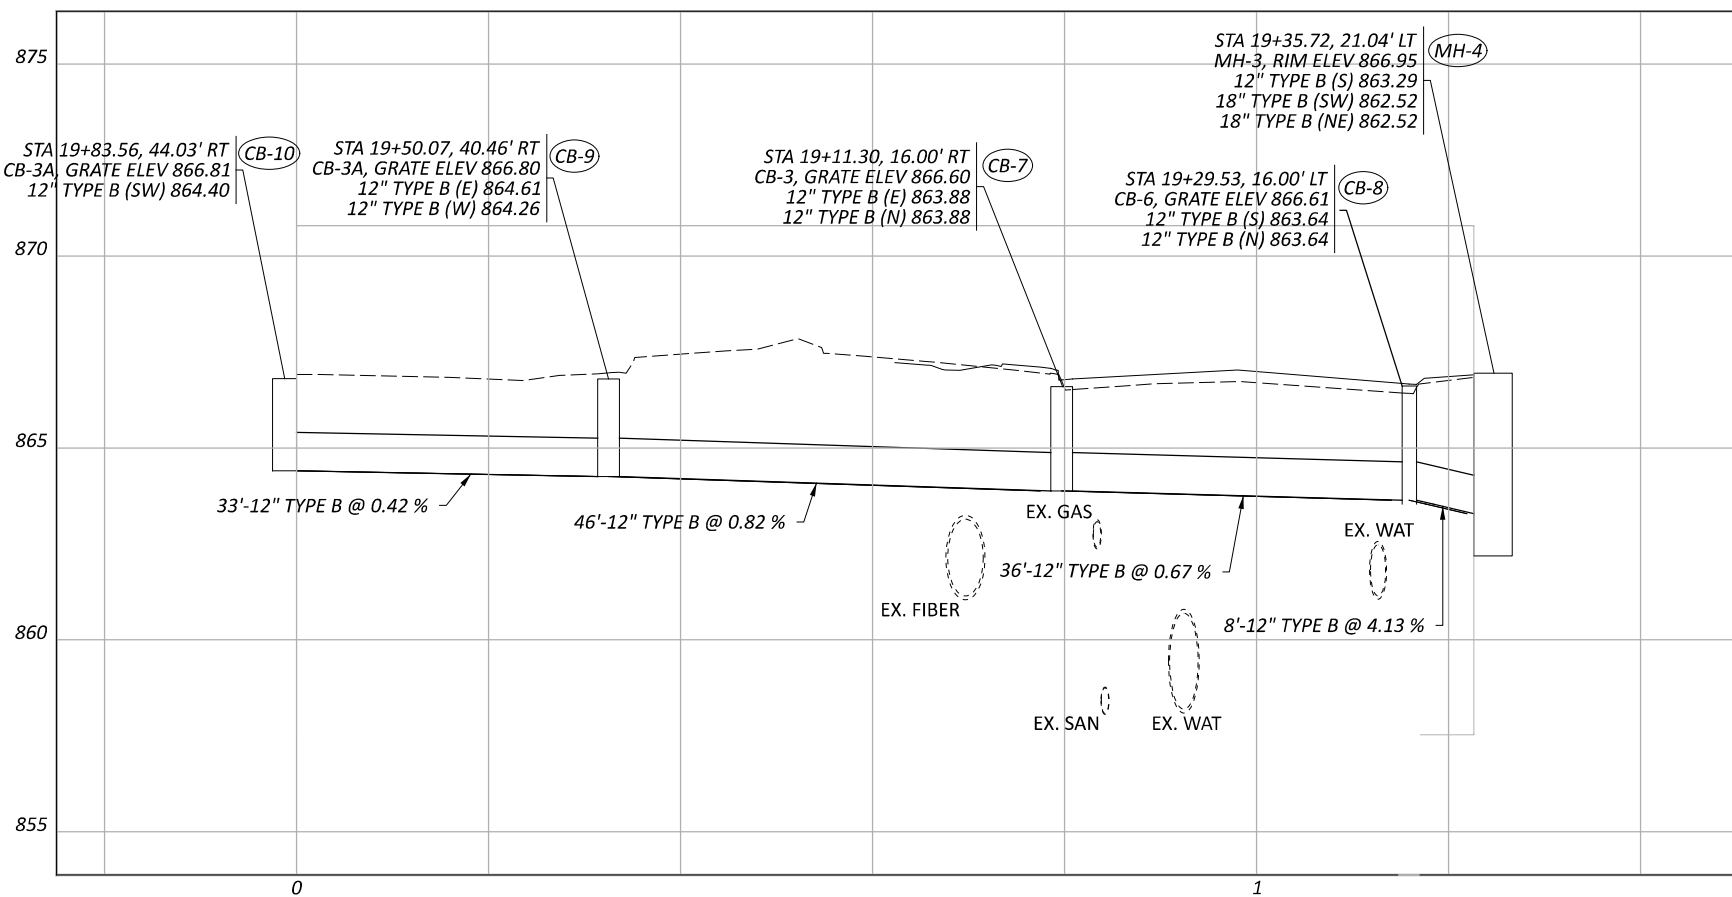 875
870
865
860
855
STA 19+83.56, 44.03' RT
CB-3A, GRATE ELEV 866.81
12" TYPE B (SW) 864.40
CB-10
STA 19+50.07, 40.46' RT
CB-3A, GRATE ELEV 866.80
12" TYPE B (E) 864.61
12" TYPE B (W) 864.26
CB-9
STA 19+11.30, 16.00' RT
CB-3, GRATE ELEV 866.60
12" TYPE B (E) 863.88
12" TYPE B (N) 863.88
CB-7
STA 19+29.53, 16.00' LT
CB-6, GRATE ELEV 866.61
12" TYPE B (S) 863.64
12" TYPE B (N) 863.64
CB-8
STA 19+35.72, 21.04' LT
MH-3, RIM ELEV 866.95
12" TYPE B (S) 863.29
18" TYPE B (SW) 862.52
18" TYPE B (NE) 862.52
MH-4
33'-12" TYPE B @ 0.42 %
46'-12" TYPE B @ 0.82 %
EX. GAS
EX. WAT
36'-12" TYPE B @ 0.67 %
EX. FIBER
8'-12" TYPE B @ 4.13 %
EX. SAN
EX. WAT
0
1